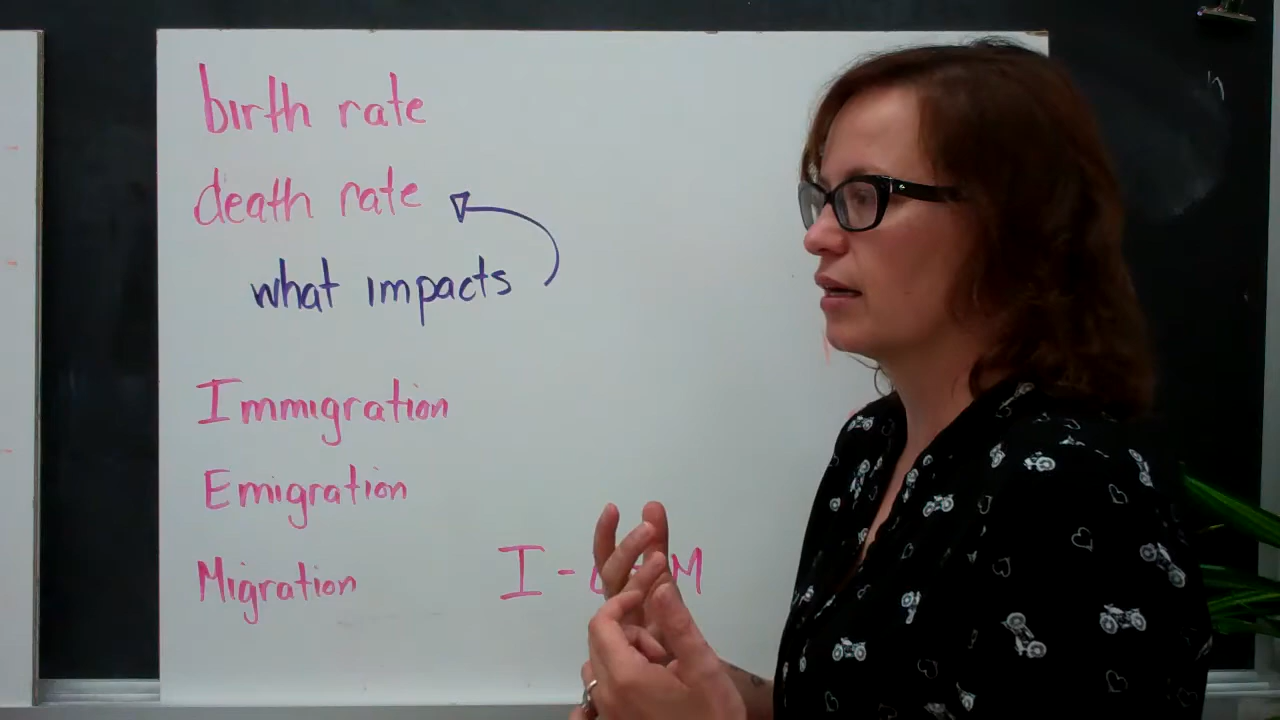 birth rate
death rate
what impacts
Immigration
Emigration
Migration I - M